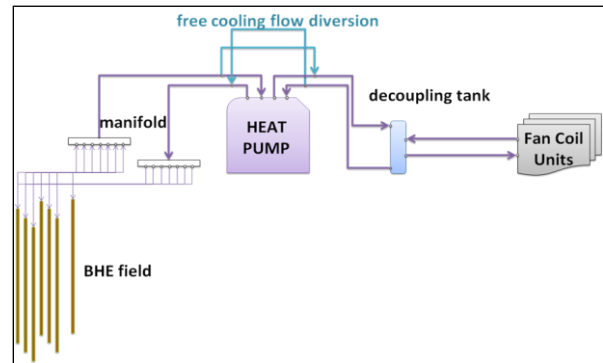 free cooling flow diversion
manifold
decoupling tank
HEAT
PUMP
Fan Coil
Units
BHE field